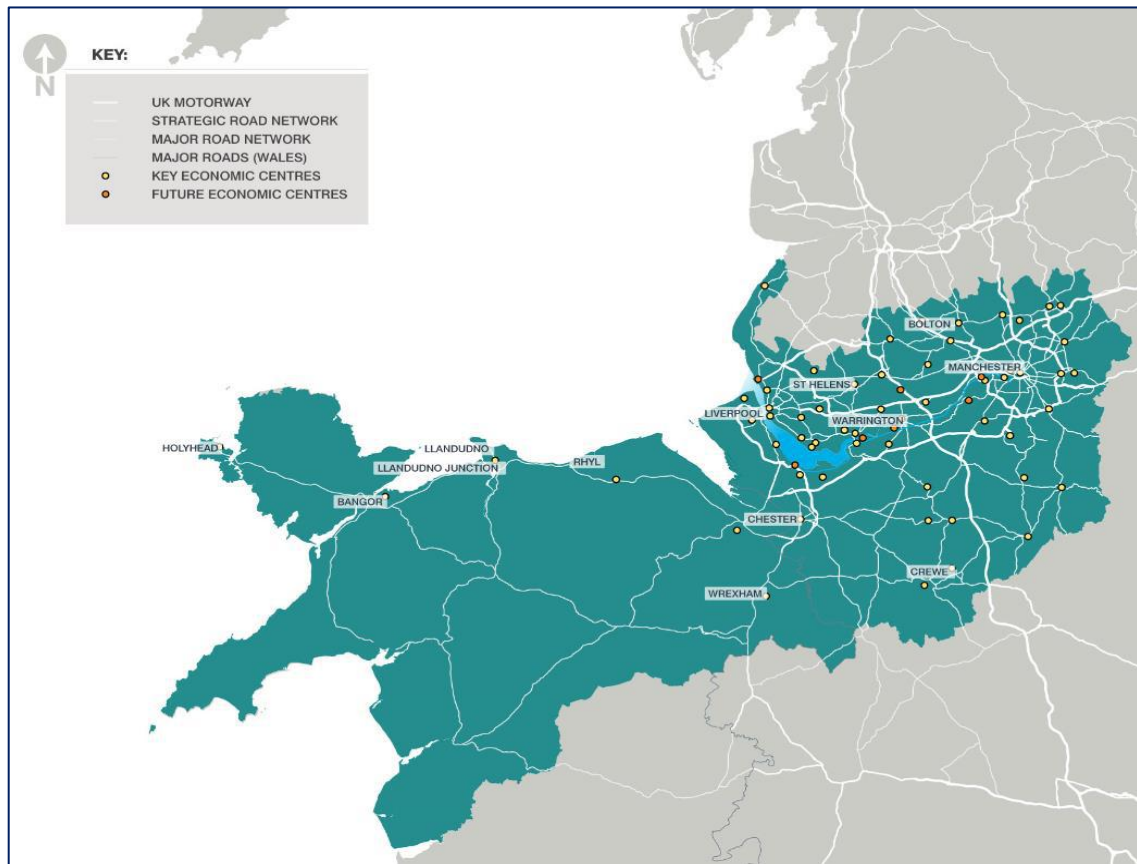 KEY:
N
UK MOTORWAY
STRATEGIC ROAD NETWORK
MAJOR ROAD NETWORK
MAJOR ROADS (WALES)
KEY ECONOMIC CENTRES
FUTURE ECONOMIC CENTRES
BOLTON
MANCHESTER
ST HELENS
LIVERPOOL
WARRINGTON
HOLYHEAD
LLANDUDNO
LLANDUDNO JUNCTION
RHYL
BANGOR
CHESTER
CREWE
WREXHAM